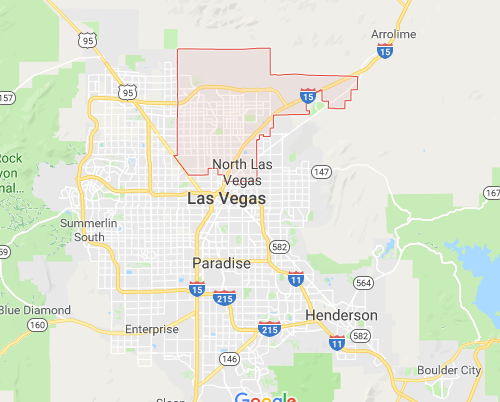 Arrolime
95
15
95
157
15
Rock
yon
nal...
North Las
Vegas
147
167
Las Vegas
Summerlin
South
582
59
Paradise
11
15
215
564
Blue Diamond
160
Enterprise
215
Henderson
582
11
146
Boulder City
Google